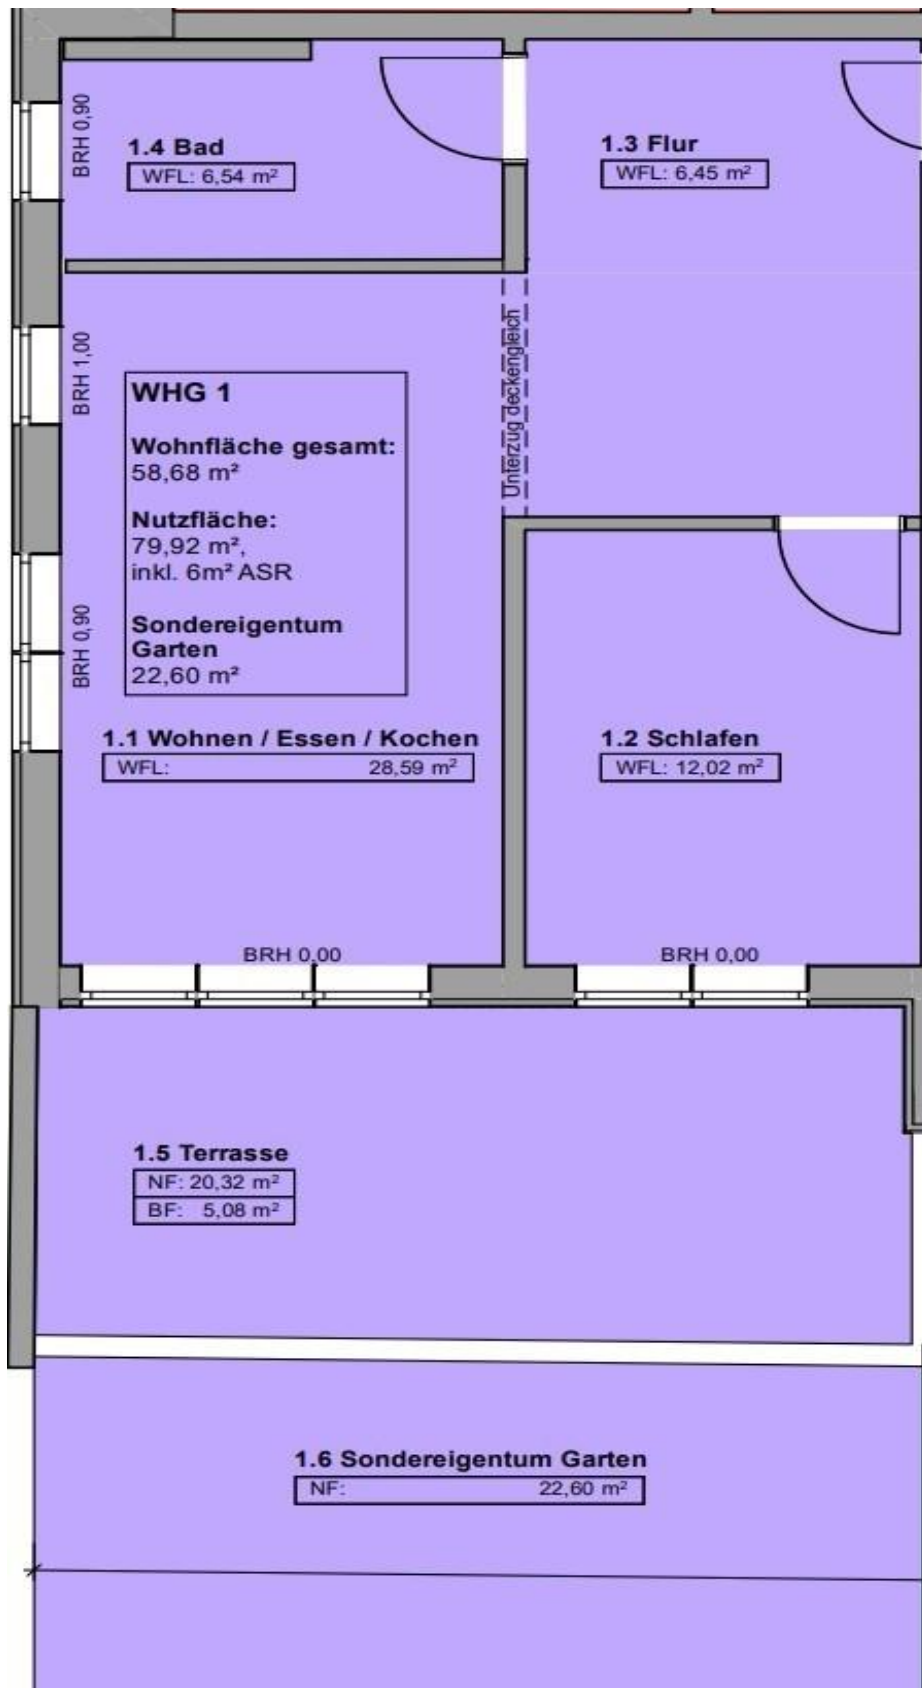 BRH 0,90
1.4 Bad
WFL: 6,54 m²
1.3 Flur
WFL: 6,45 m²
BRH 1,00
Unterzug deckengleich
WHG 1
Wohnfläche gesamt:
58,68 m²
Nutzfläche:
79,92 m²,
inkl. 6m² ASR
Sondereigentum
Garten
22,60 m²
BRH 0,90
1.1 Wohnen / Essen / Kochen
WFL: 28,59 m²
1.2 Schlafen
WFL: 12,02 m²
BRH 0,00
BRH 0,00
1.5 Terrasse
NF: 20,32 m²
BF: 5,08 m²
1.6 Sondereigentum Garten
NF: 22,60 m²